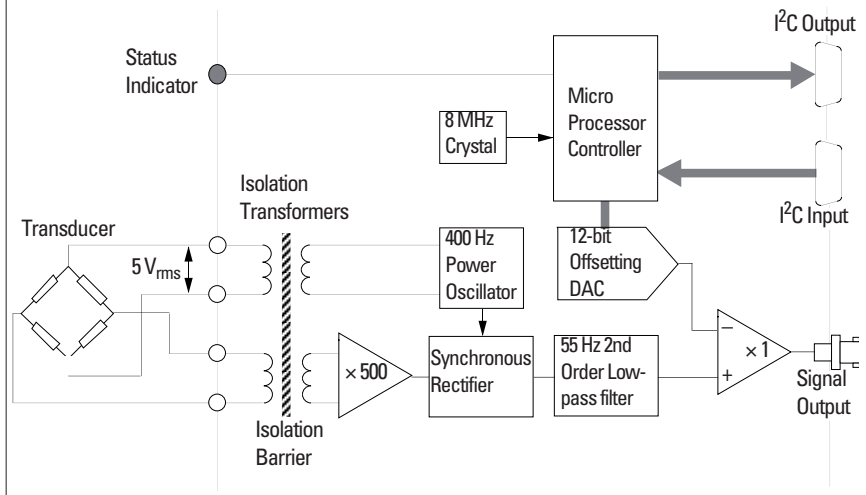 I²C Output
Status
Indicator
Micro
Processor
Controller
8 MHz
Crystal
I²C Input
Isolation
Transformers
Transducer
5 Vrms
400 Hz
Power
Oscillator
12-bit
Offsetting
DAC
× 500
Synchronous
Rectifier
55 Hz 2nd
Order Low-
pass filter
−
+
× 1
Signal
Output
Isolation
Barrier